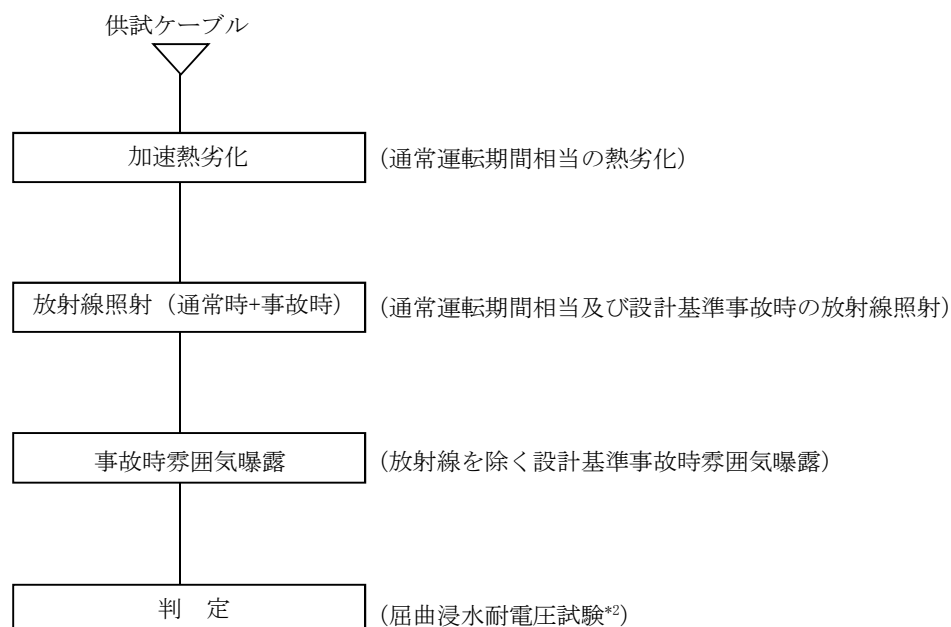 供試ケーブル
加速熱劣化
(通常運転期間相当の熱劣化)
放射線照射(通常時+事故時)
(通常運転期間相当及び設計基準事故時の放射線照射)
事故時雰囲気曝露
(放射線を除く設計基準事故時雰囲気曝露)
判 定
(屈曲浸水耐電圧試験*2)